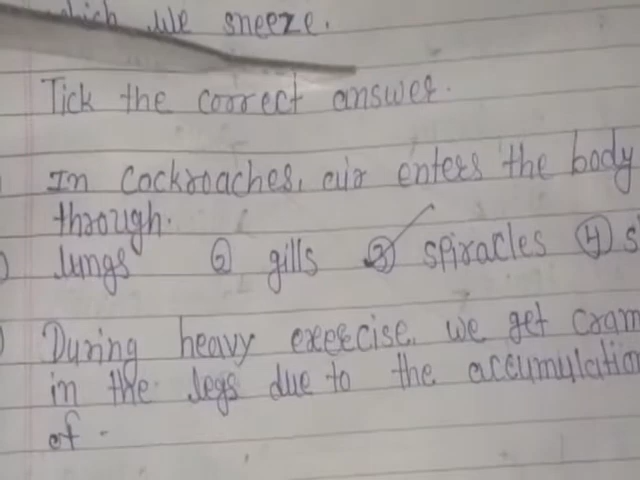 which we sneeze.
Tick the correct answer.
In cockroaches, air enters the body
through.
lungs ② gills ③ spiracles ④ s
During heavy exercise, we get cram
in the legs due to the accumulation
of -